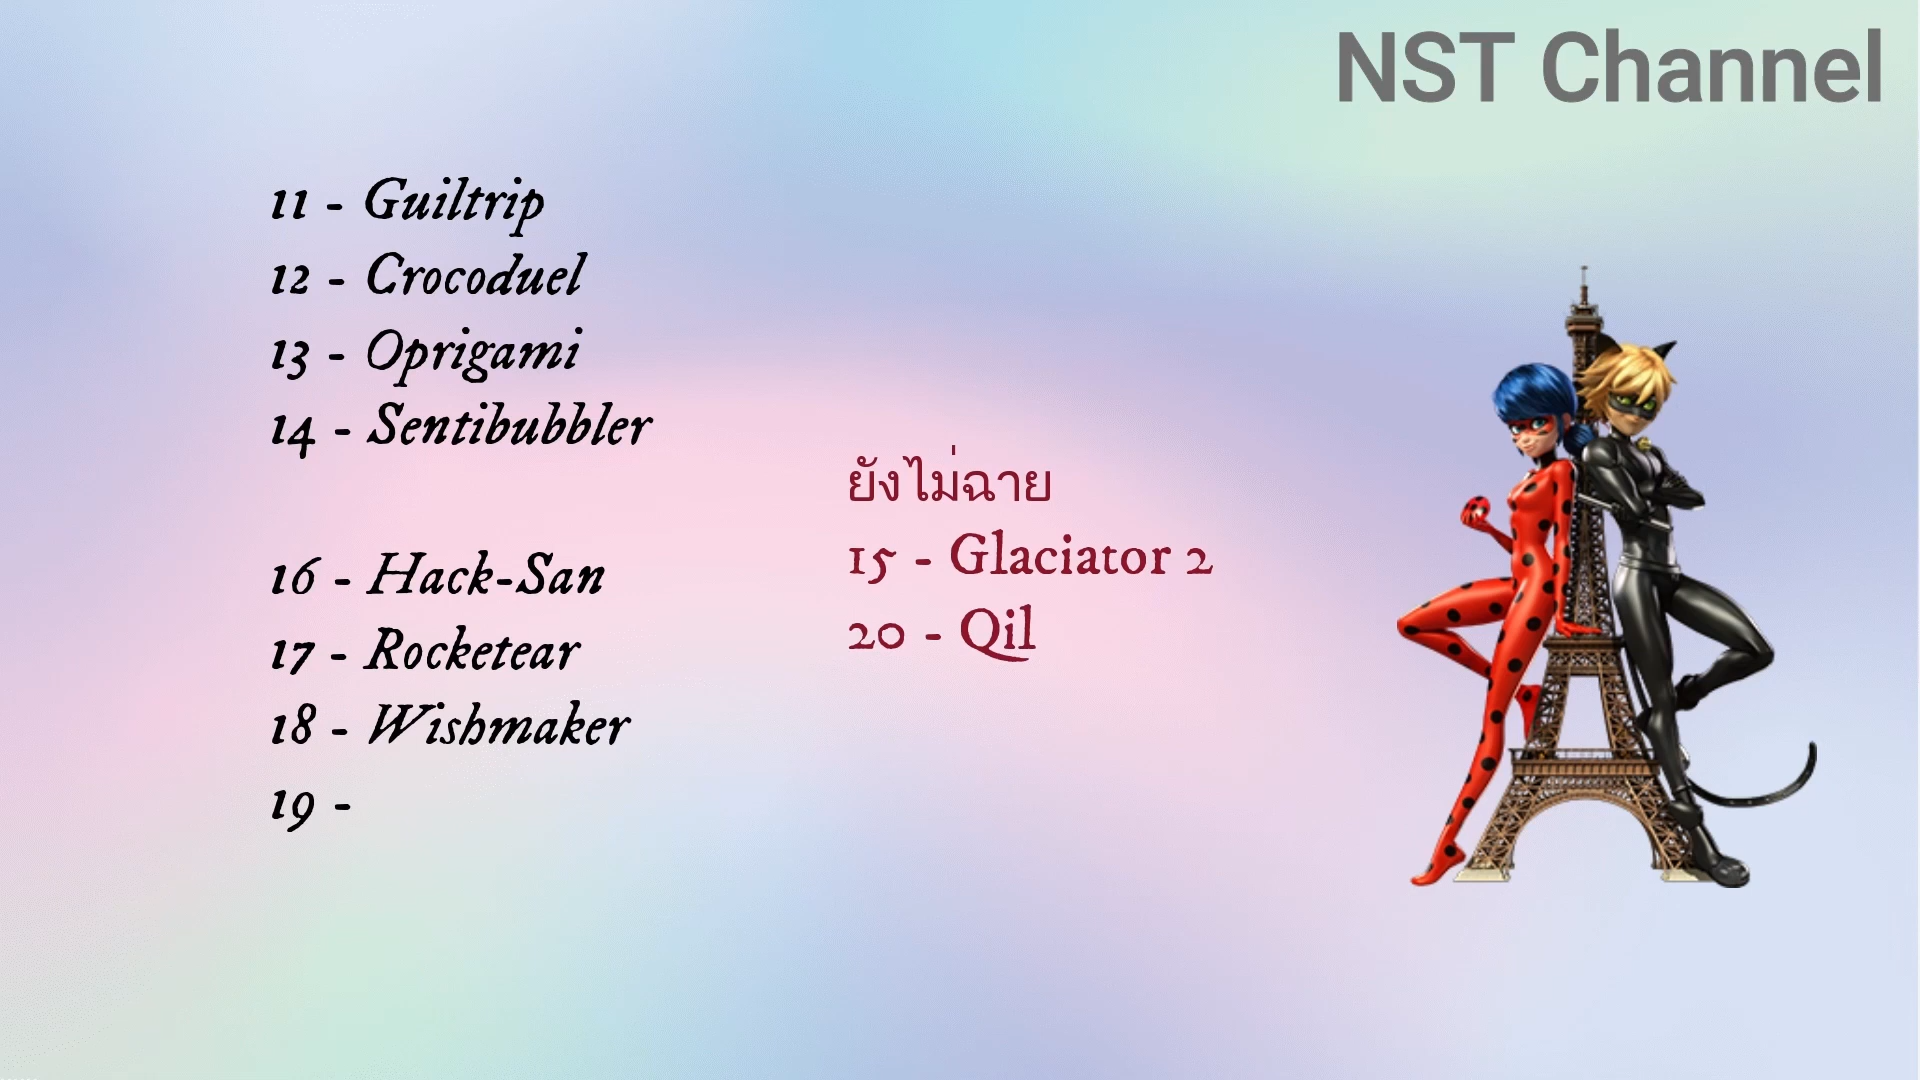 NST Channel
11 - Guiltrip
12 - Crocoduel
13 - Oprigami
14 - Sentibubbler
16 - Hack-San
17 - Rocketear
18 - Wishmaker
19 -
ยังไม่ฉาย
15 - Glaciator 2
20 - Qil